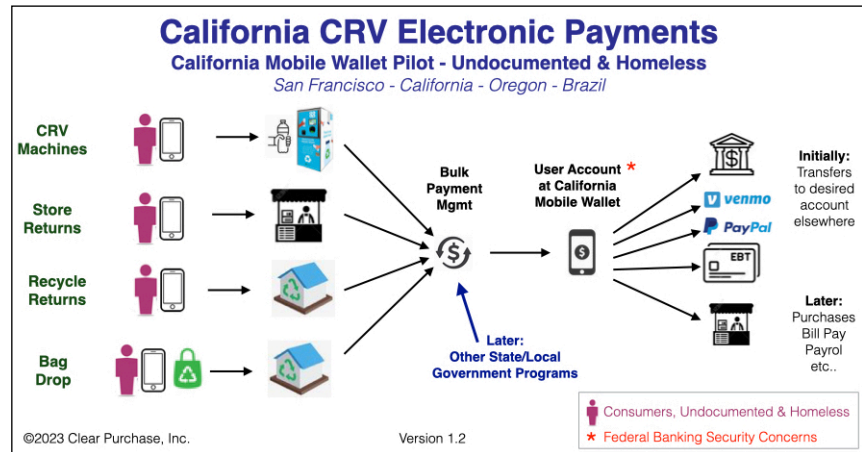 California CRV Electronic Payments
California Mobile Wallet Pilot - Undocumented & Homeless
San Francisco - California - Oregon - Brazil
CRV
Machines
Store
Returns
Recycle
Returns
Bag
Drop
Bulk
Payment
Mgmt
$
Later:
Other State/Local
Government Programs
User Account *
at California
Mobile Wallet
$
$
venmo
PayPal
EBT
Initially:
Transfers
to desired
account
elsewhere
Later:
Purchases
Bill Pay
Payrol
etc..
Consumers, Undocumented & Homeless
* Federal Banking Security Concerns
©2023 Clear Purchase, Inc.
Version 1.2